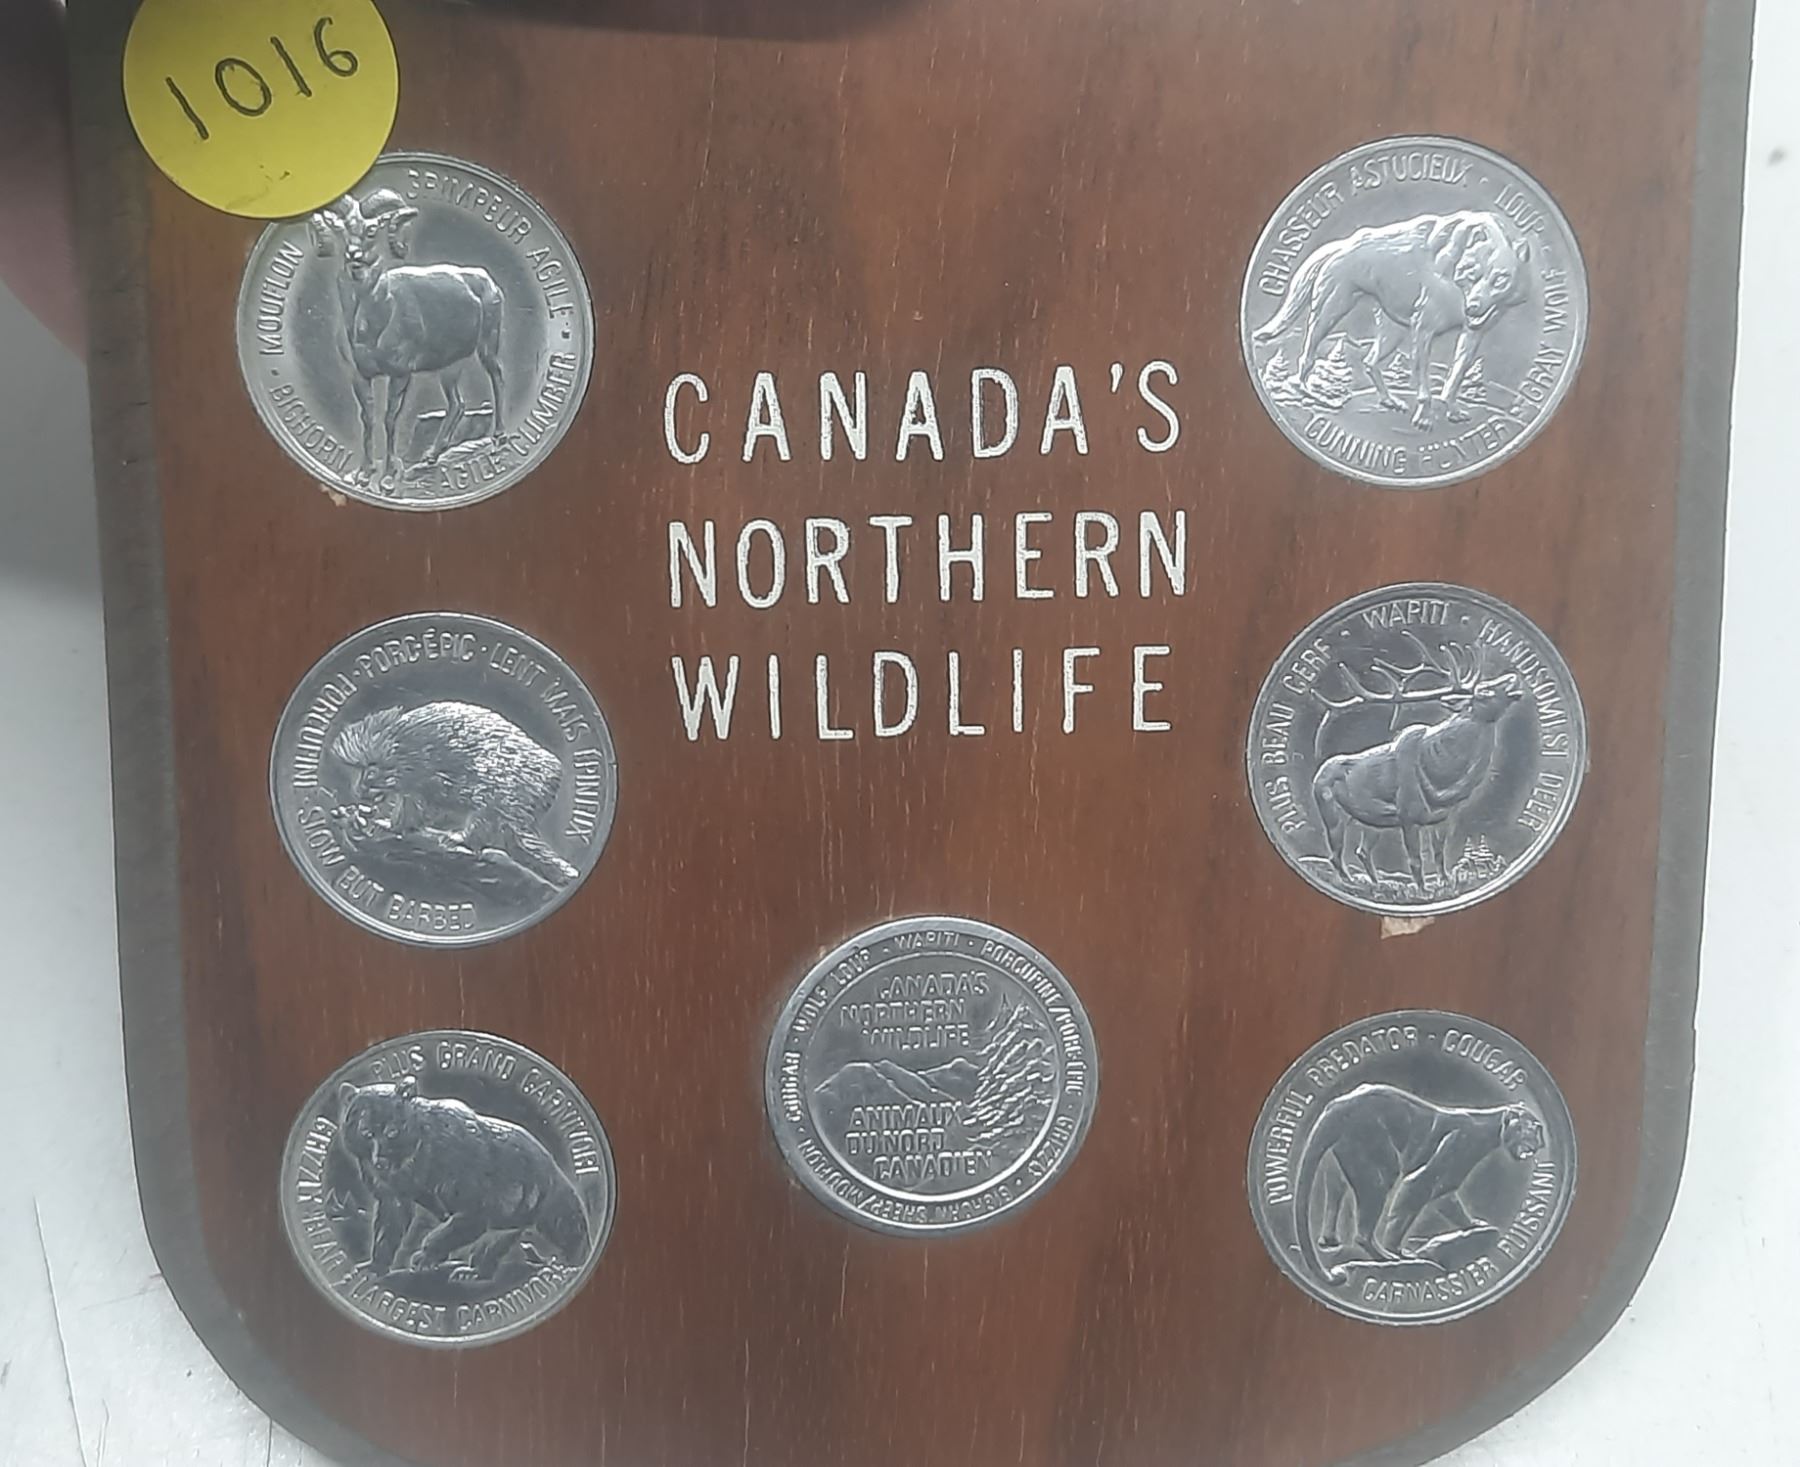 1016
MOUFLON · GRIMPEUR AGILE ·
BIGHORN · AGILE CLIMBER
CHASSEUR ASTUCIEUX · LOUP ·
GRAY WOLF
CUNNING HUNTER
CANADA'S
NORTHERN
WILDLIFE
PORCUPINE · PORC-ÉPIC · LENT MAIS ÉPINEUX
SLOW BUT BARBED
PLUS BEAU CERF · WAPITI · HANDSOMEST DEER
GRIZZLY BEAR · PLUS GRAND CARNIVORE
LARGEST CARNIVORE
COUGAR · WOLF LOUP · WAPITI · PORCUPINE/PORC-ÉPIC · GRIZZLY · BIGHORN SHEEP/MOUFLON ·
CANADA'S
NORTHERN
WILDLIFE
ANIMAUX
DU NORD
CANADIEN
POWERFUL PREDATOR · COUGAR
CARNASSIER PUISSANT